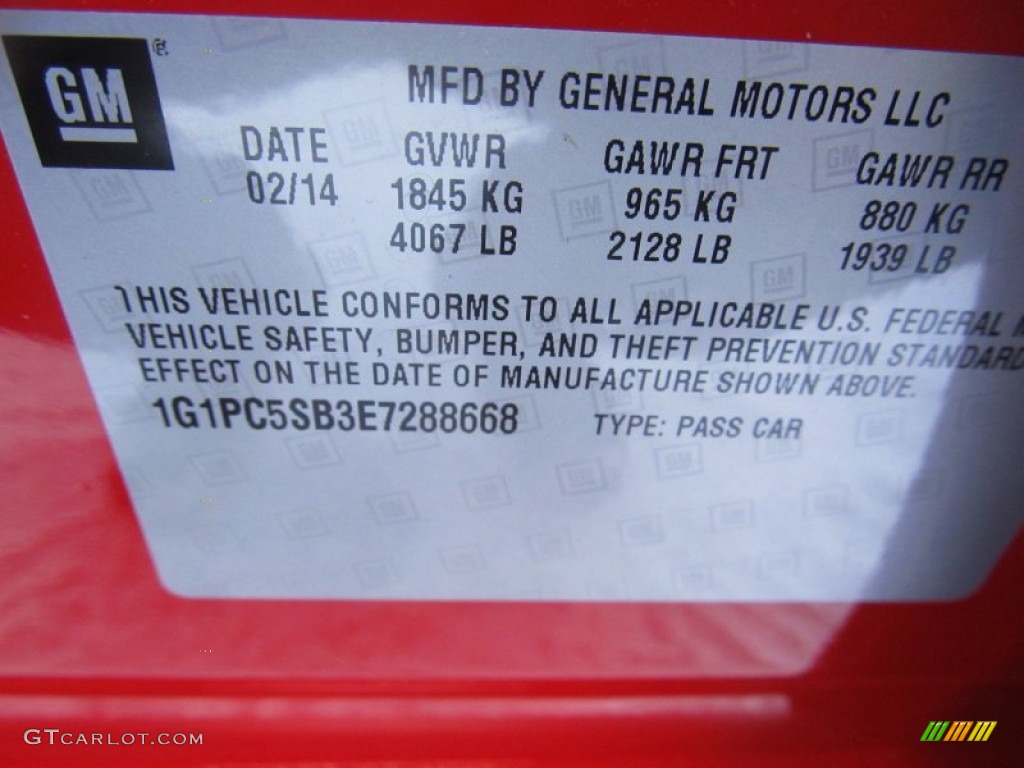 GM
MFD BY GENERAL MOTORS LLC
DATE GVWR GAWR FRT GAWR RR
02/14 1845 KG 965 KG 880 KG
4067 LB 2128 LB 1939 LB
THIS VEHICLE CONFORMS TO ALL APPLICABLE U.S. FEDERAL
VEHICLE SAFETY, BUMPER, AND THEFT PREVENTION STANDARD
EFFECT ON THE DATE OF MANUFACTURE SHOWN ABOVE.
1G1PC5SB3E7288668 TYPE: PASS CAR
GTCARLOT.COM